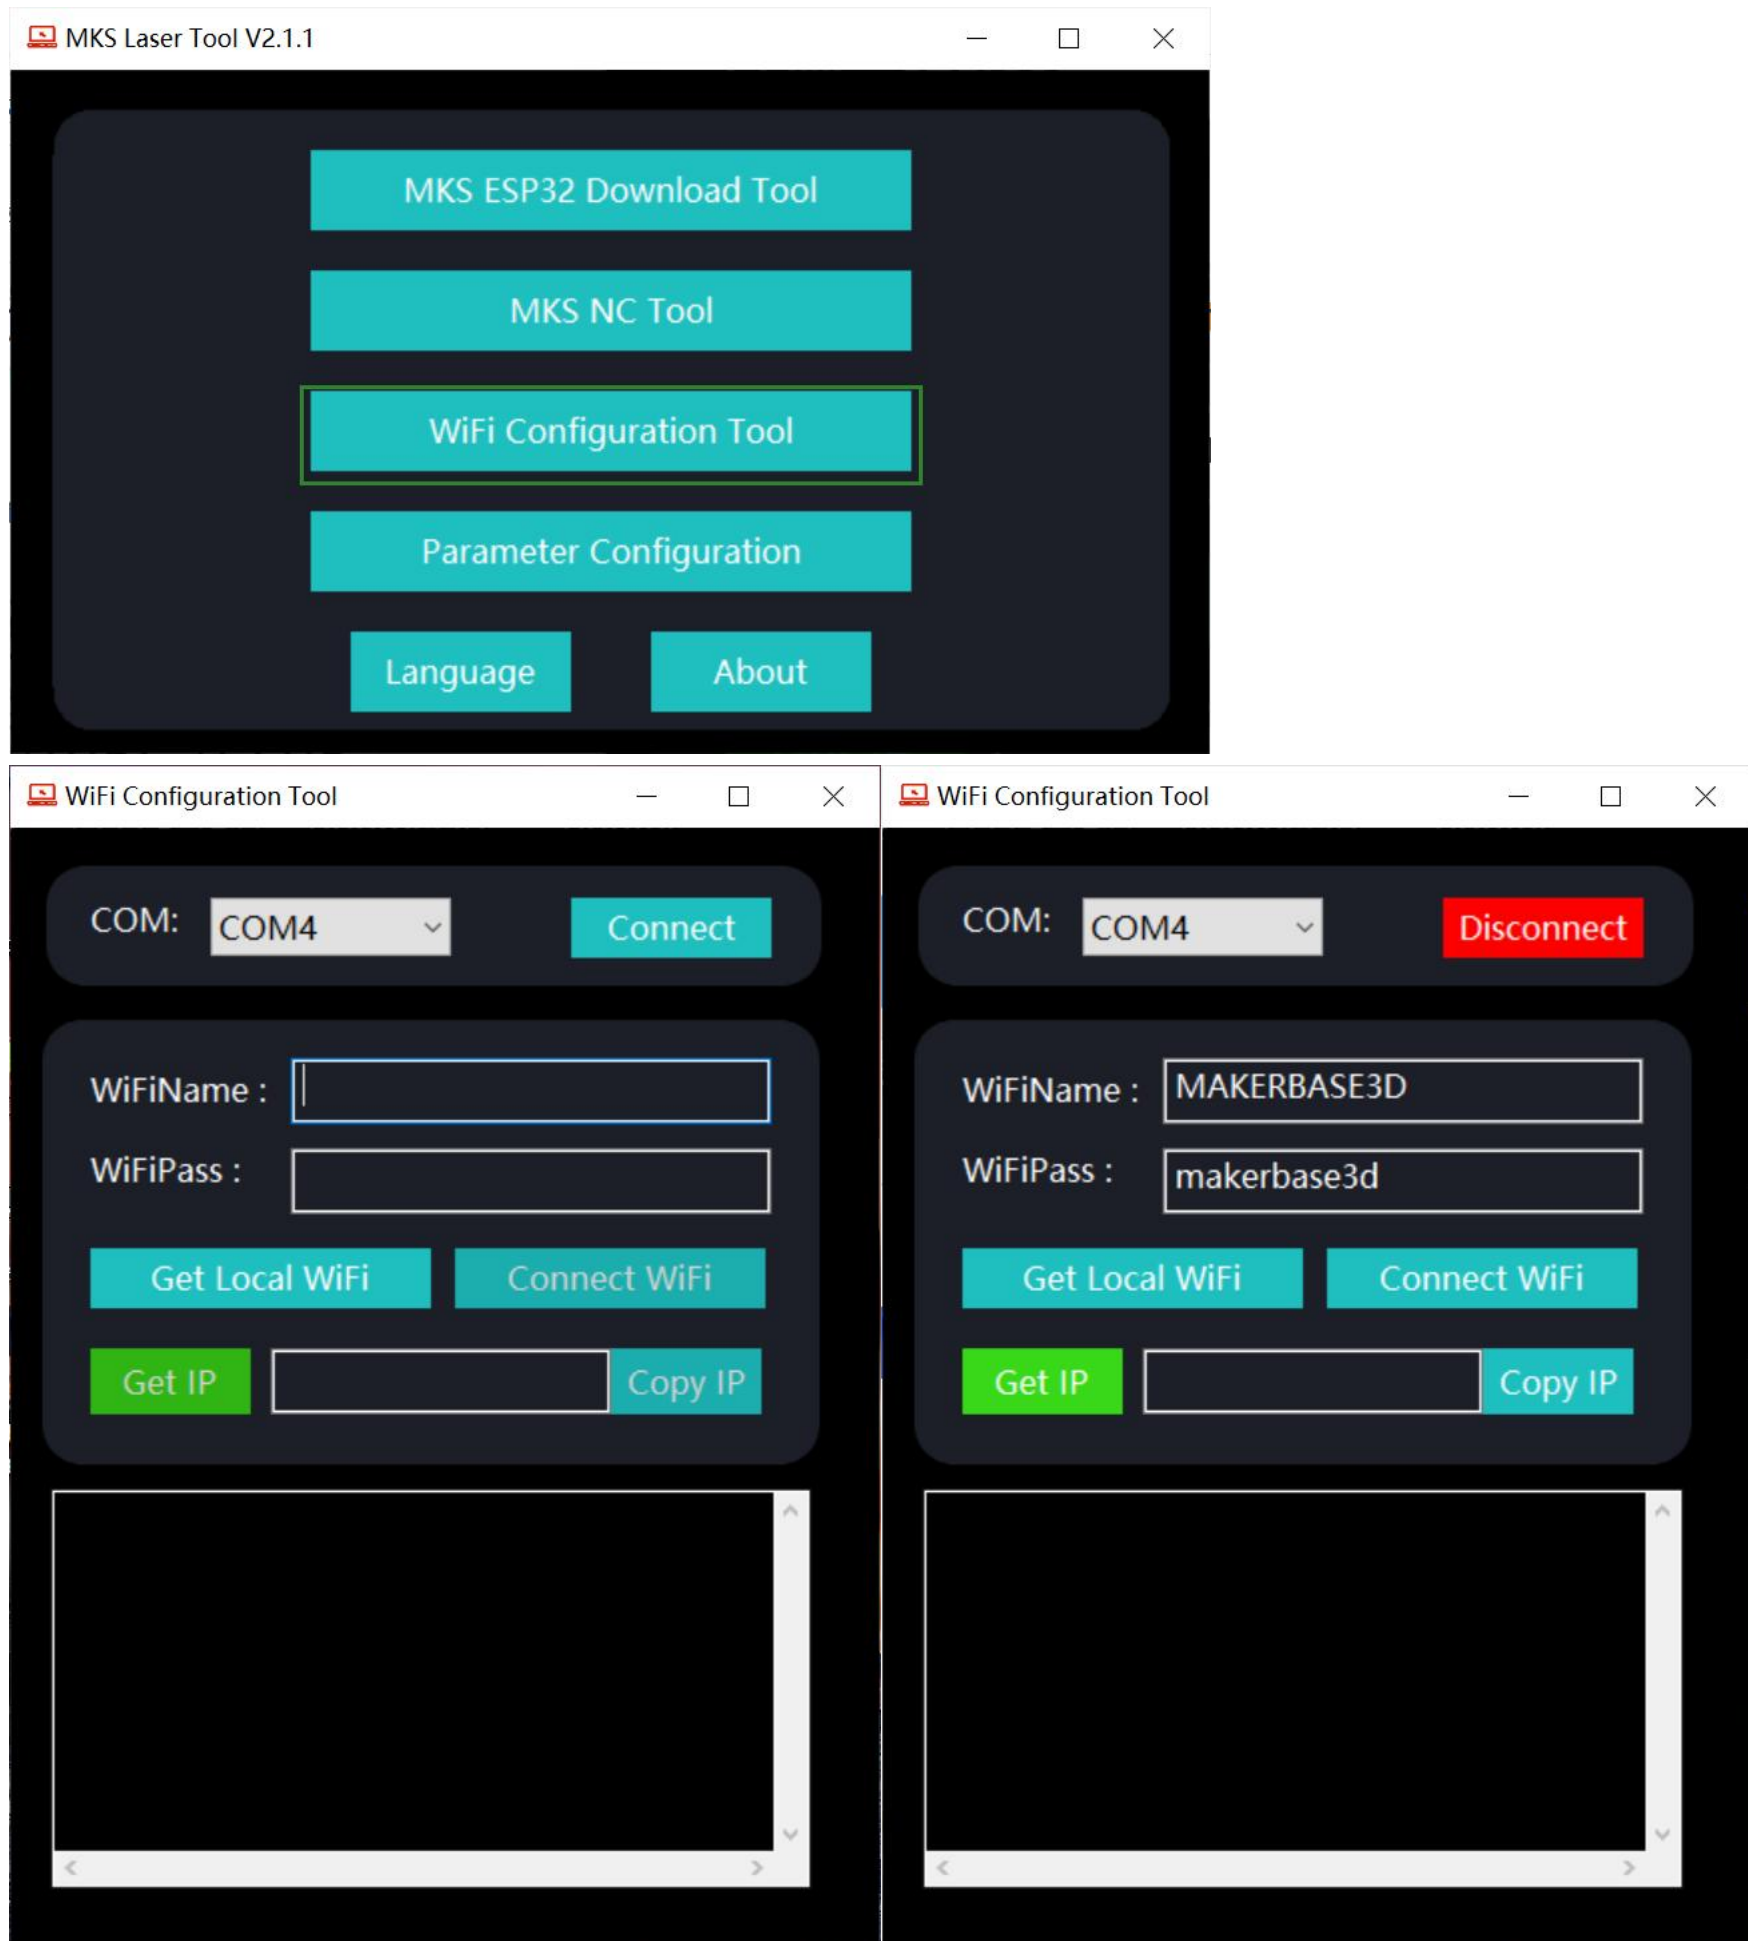 MKS Laser Tool V2.1.1
MKS ESP32 Download Tool
MKS NC Tool
WiFi Configuration Tool
Parameter Configuration
Language About
WiFi Configuration Tool
COM: COM4 Connect
WiFiName :
WiFiPass :
Get Local WiFi Connect WiFi
Get IP Copy IP
WiFi Configuration Tool
COM: COM4 Disconnect
WiFiName : MAKERBASE3D
WiFiPass : makerbase3d
Get Local WiFi Connect WiFi
Get IP Copy IP